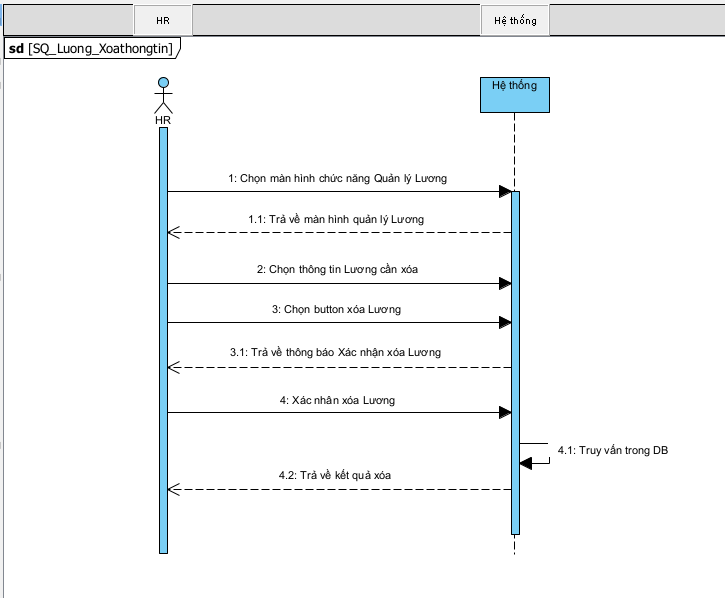 HR
Hệ thống
sd [SQ_Luong_Xoathongtin]
Hệ thống
HR
1: Chọn màn hình chức năng Quản lý Lương
1.1: Trả về màn hình quản lý Lương
2: Chọn thông tin Lương cần xóa
3: Chọn button xóa Lương
3.1: Trả về thông báo Xác nhận xóa Lương
4: Xác nhân xóa Lương
4.1: Truy vấn trong DB
4.2: Trả về kết quả xóa